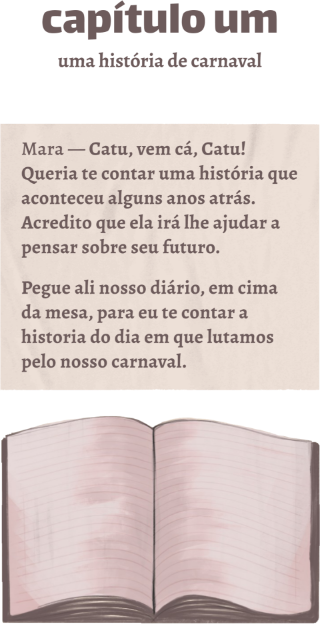 capítulo um
uma história de carnaval
Mara — Catu, vem cá, Catu!
Queria te contar uma história que
aconteceu alguns anos atrás.
Acredito que ela irá lhe ajudar a
pensar sobre seu futuro.
Pegue ali nosso diário, em cima
da mesa, para eu te contar a
historia do dia em que lutamos
pelo nosso carnaval.